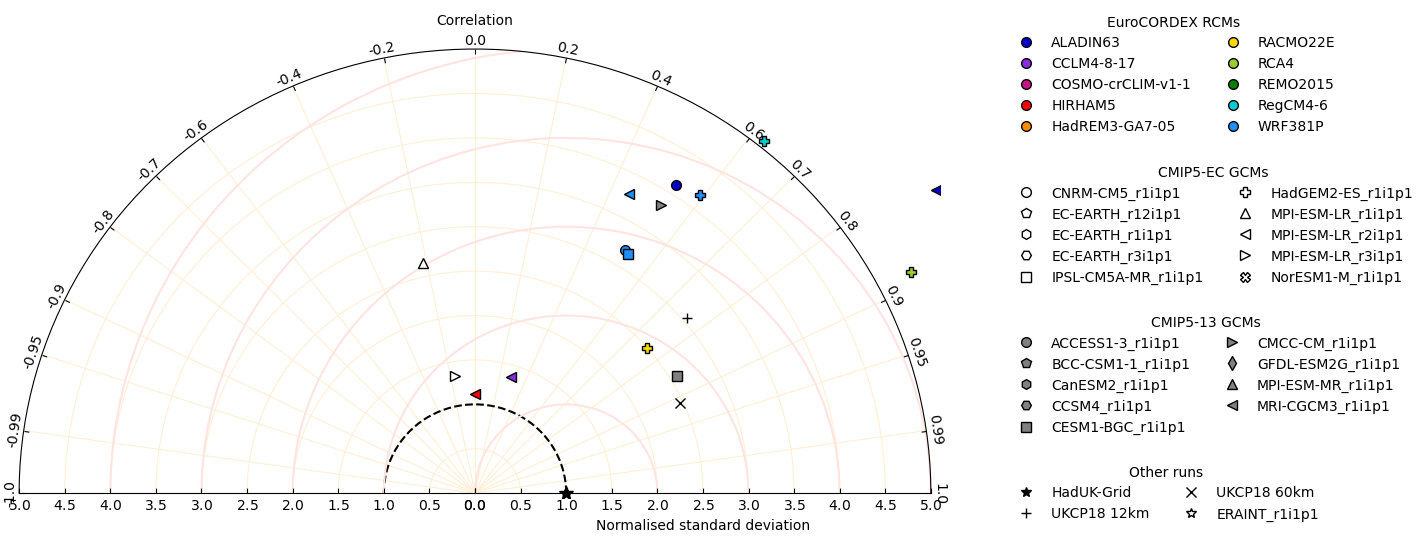 Correlation
0.0
-0.2
0.2
-0.4
0.4
-0.6
0.6
-0.7
0.7
-0.8
0.8
-0.9
0.9
-0.95
0.95
-0.99
0.99
-1.0
1.0
5.0 4.5 4.0 3.5 3.0 2.5 2.0 1.5 1.0 0.5 0.0 0.5 1.0 1.5 2.0 2.5 3.0 3.5 4.0 4.5 5.0
Normalised standard deviation
EuroCORDEX RCMs
ALADIN63 RACMO22E
CCLM4-8-17 RCA4
COSMO-crCLIM-v1-1 REMO2015
HIRHAM5 RegCM4-6
HadREM3-GA7-05 WRF381P
CMIP5-EC GCMs
CNRM-CM5_r1i1p1 HadGEM2-ES_r1i1p1
EC-EARTH_r12i1p1 MPI-ESM-LR_r1i1p1
EC-EARTH_r1i1p1 MPI-ESM-LR_r2i1p1
EC-EARTH_r3i1p1 MPI-ESM-LR_r3i1p1
IPSL-CM5A-MR_r1i1p1 NorESM1-M_r1i1p1
CMIP5-13 GCMs
ACCESS1-3_r1i1p1 CMCC-CM_r1i1p1
BCC-CSM1-1_r1i1p1 GFDL-ESM2G_r1i1p1
CanESM2_r1i1p1 MPI-ESM-MR_r1i1p1
CCSM4_r1i1p1 MRI-CGCM3_r1i1p1
CESM1-BGC_r1i1p1
Other runs
HadUK-Grid UKCP18 60km
UKCP18 12km ERAINT_r1i1p1